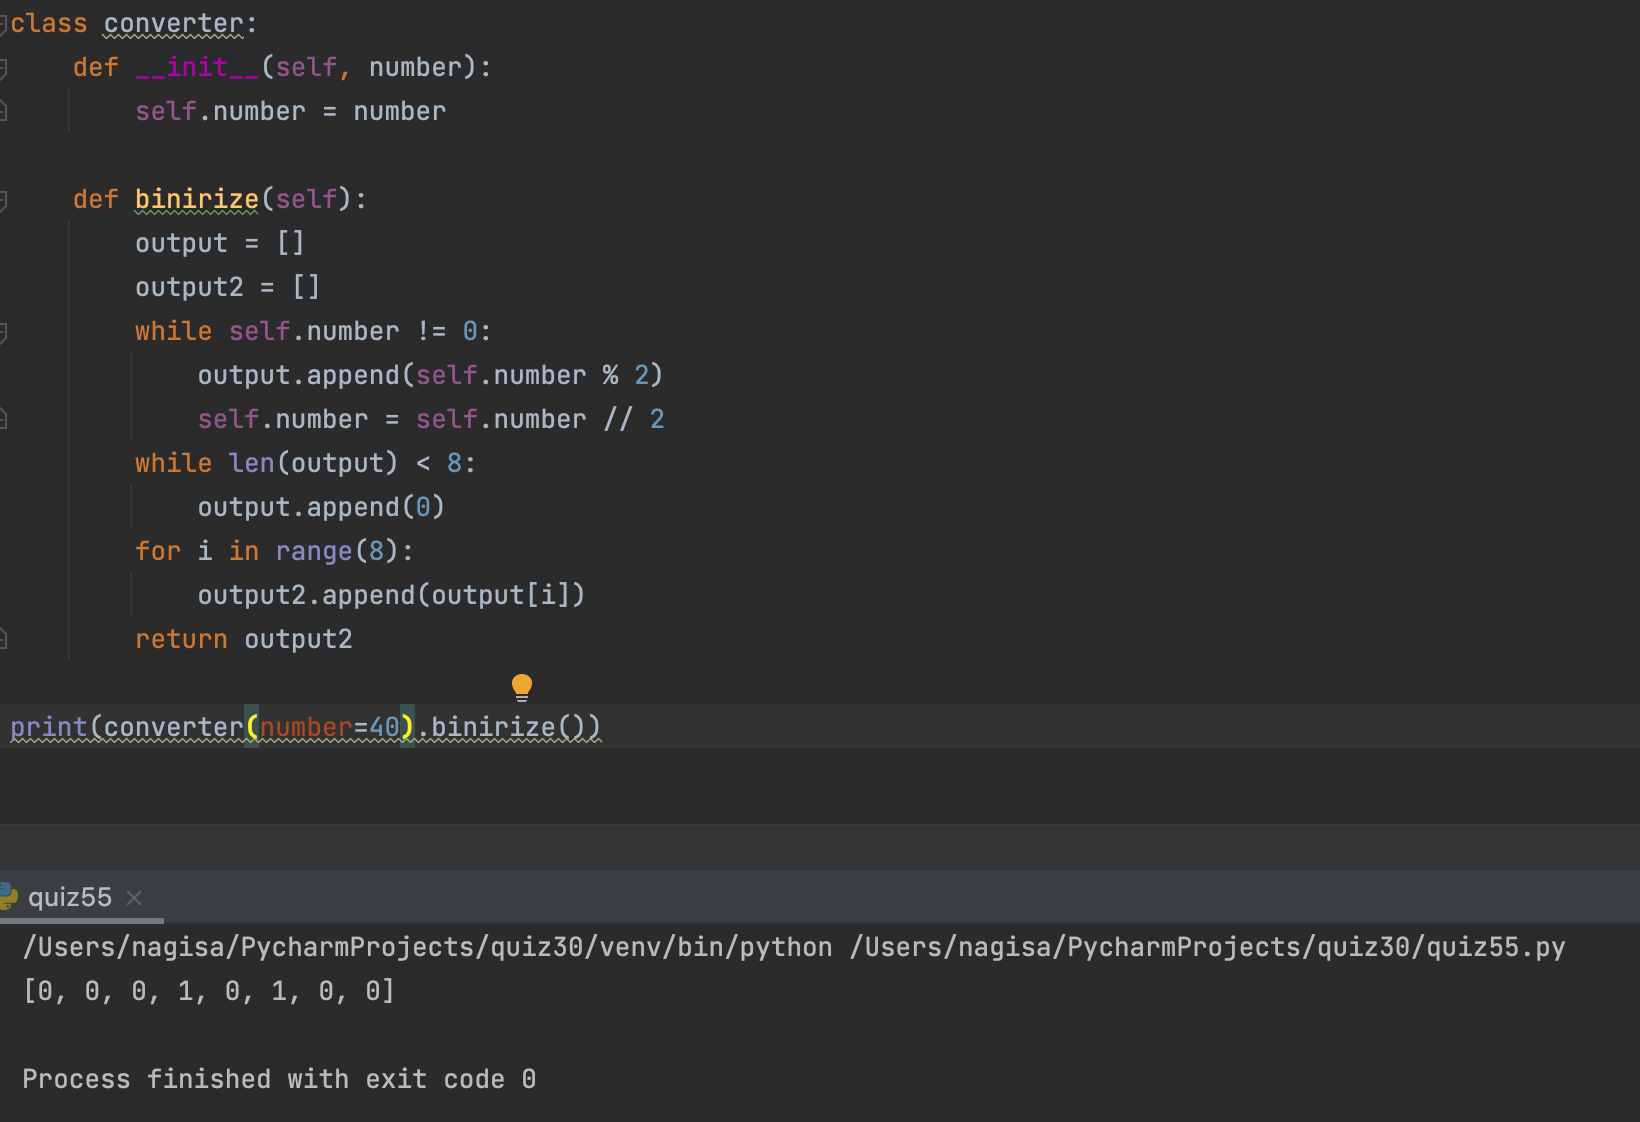 class converter:
    def __init__(self, number):
        self.number = number

    def binirize(self):
        output = []
        output2 = []
        while self.number != 0:
            output.append(self.number % 2)
            self.number = self.number // 2
        while len(output) < 8:
            output.append(0)
        for i in range(8):
            output2.append(output[i])
        return output2

print(converter(number=40).binirize())
quiz55
/Users/nagisa/PycharmProjects/quiz30/venv/bin/python /Users/nagisa/PycharmProjects/quiz30/quiz55.py
[0, 0, 0, 1, 0, 1, 0, 0]

Process finished with exit code 0